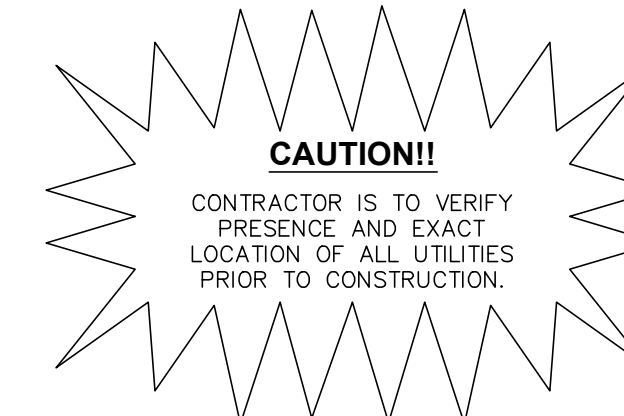 CAUTION!!
CONTRACTOR IS TO VERIFY
PRESENCE AND EXACT
LOCATION OF ALL UTILITIES
PRIOR TO CONSTRUCTION.